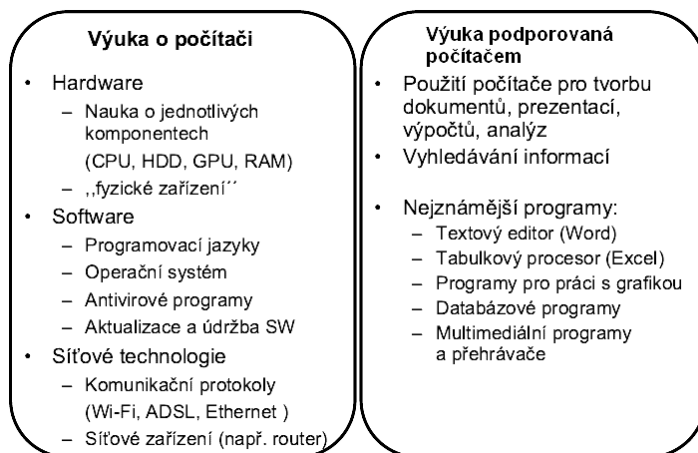 Výuka o počítači
• Hardware
– Nauka o jednotlivých
komponentech
(CPU, HDD, GPU, RAM)
– ,,fyzické zařízení´´
• Software
– Programovací jazyky
– Operační systém
– Antivirové programy
– Aktualizace a údržba SW
• Síťové technologie
– Komunikační protokoly
(Wi-Fi, ADSL, Ethernet )
– Síťové zařízení (např. router)
Výuka podporovaná
počítačem
• Použití počítače pro tvorbu
dokumentů, prezentací,
výpočtů, analýz
• Vyhledávání informací
• Nejznámější programy:
– Textový editor (Word)
– Tabulkový procesor (Excel)
– Programy pro práci s grafikou
– Databázové programy
– Multimediální programy
a přehrávače